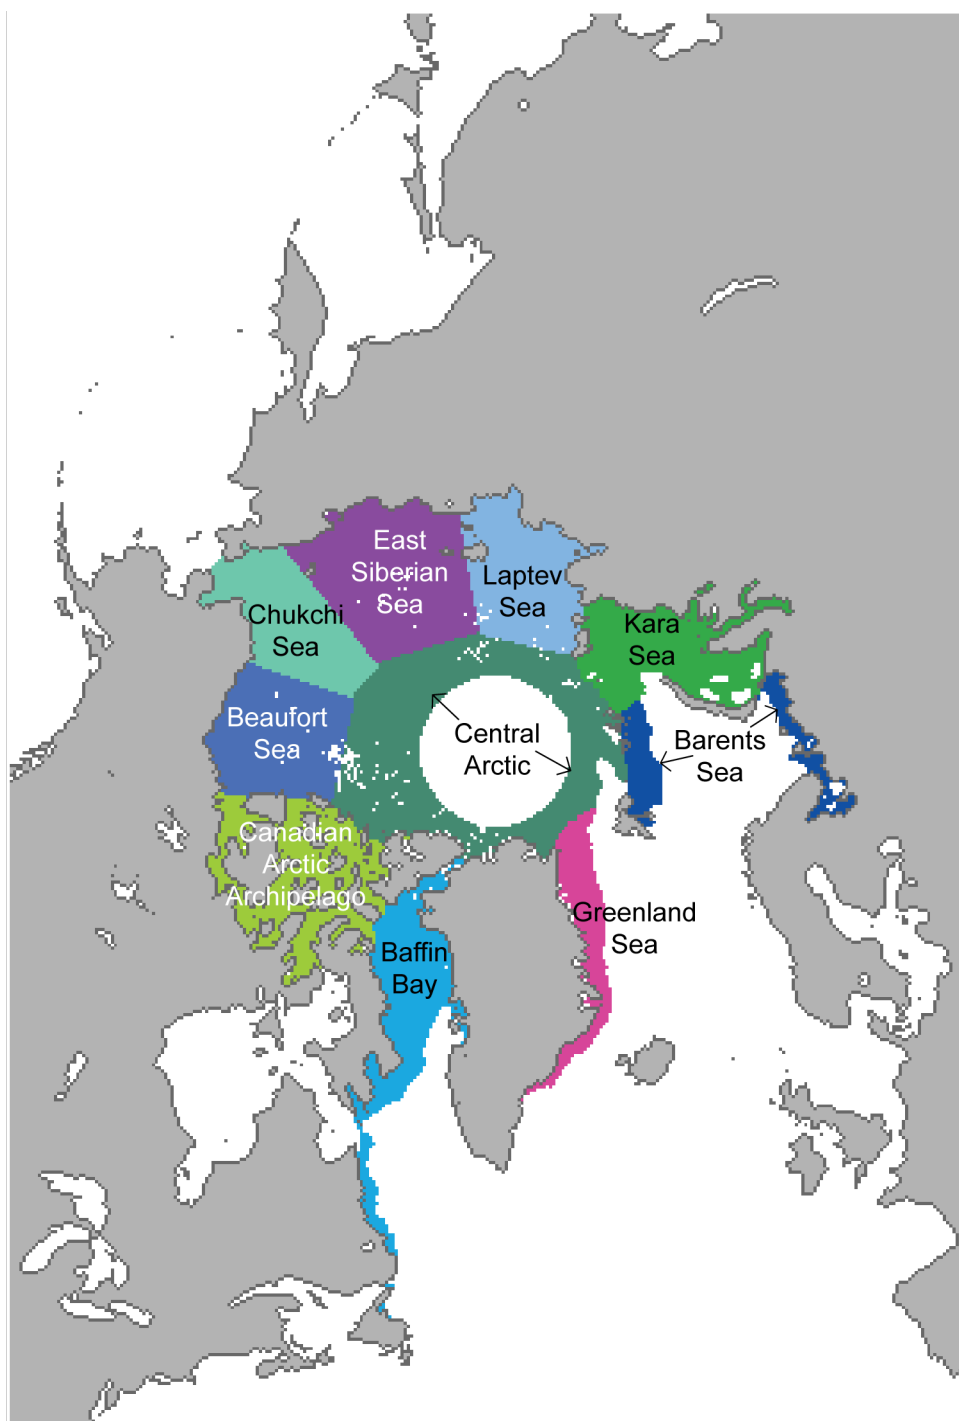 East
Siberian
Sea
Laptev
Sea
Chukchi
Sea
Kara
Sea
Beaufort
Sea
Central
Arctic
Barents
Sea
Canadian
Arctic
Archipelago
Greenland
Sea
Baffin
Bay